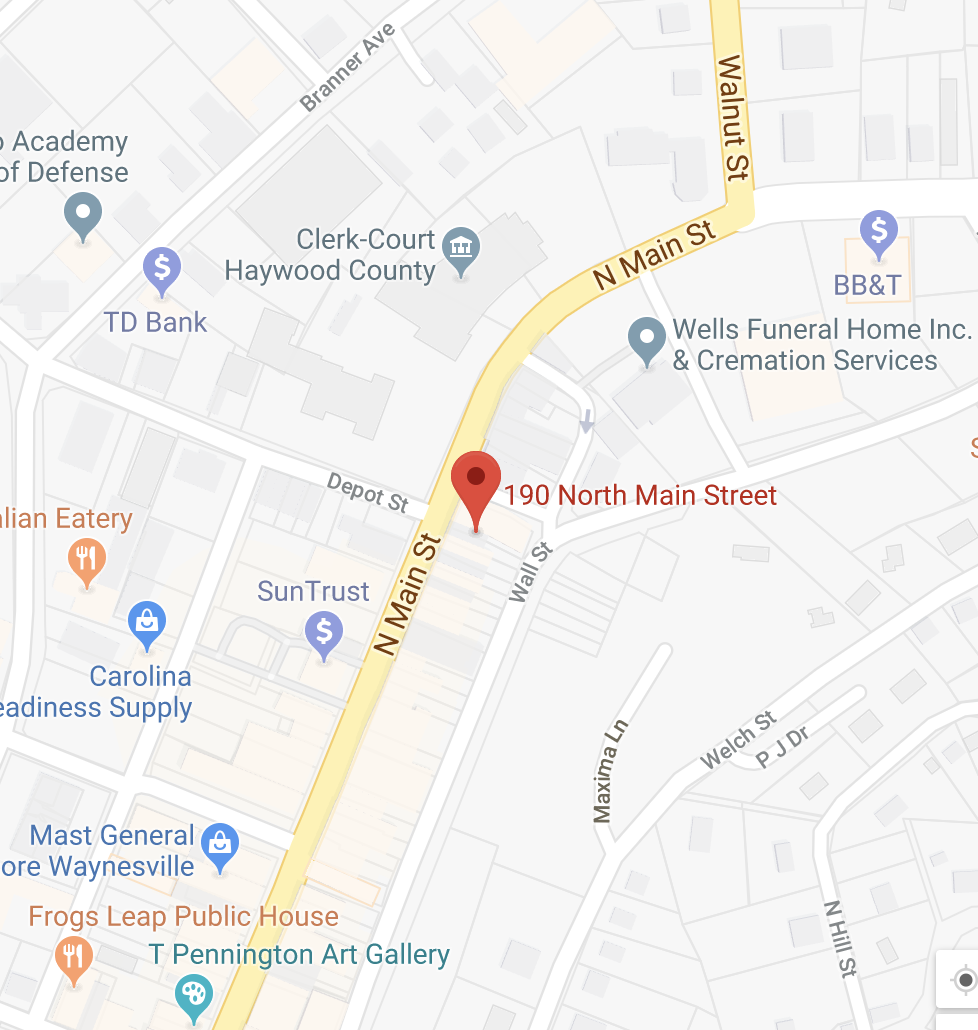 Branner Ave
Walnut St
o Academy
of Defense
Clerk-Court
Haywood County
N Main St
BB&T
TD Bank
Wells Funeral Home Inc.
& Cremation Services
Depot St
190 North Main Street
alian Eatery
N Main St
Wall St
SunTrust
Carolina
eadiness Supply
Maxima Ln
Welch St
P J Dr
Mast General
ore Waynesville
Frogs Leap Public House
T Pennington Art Gallery
N Hill St